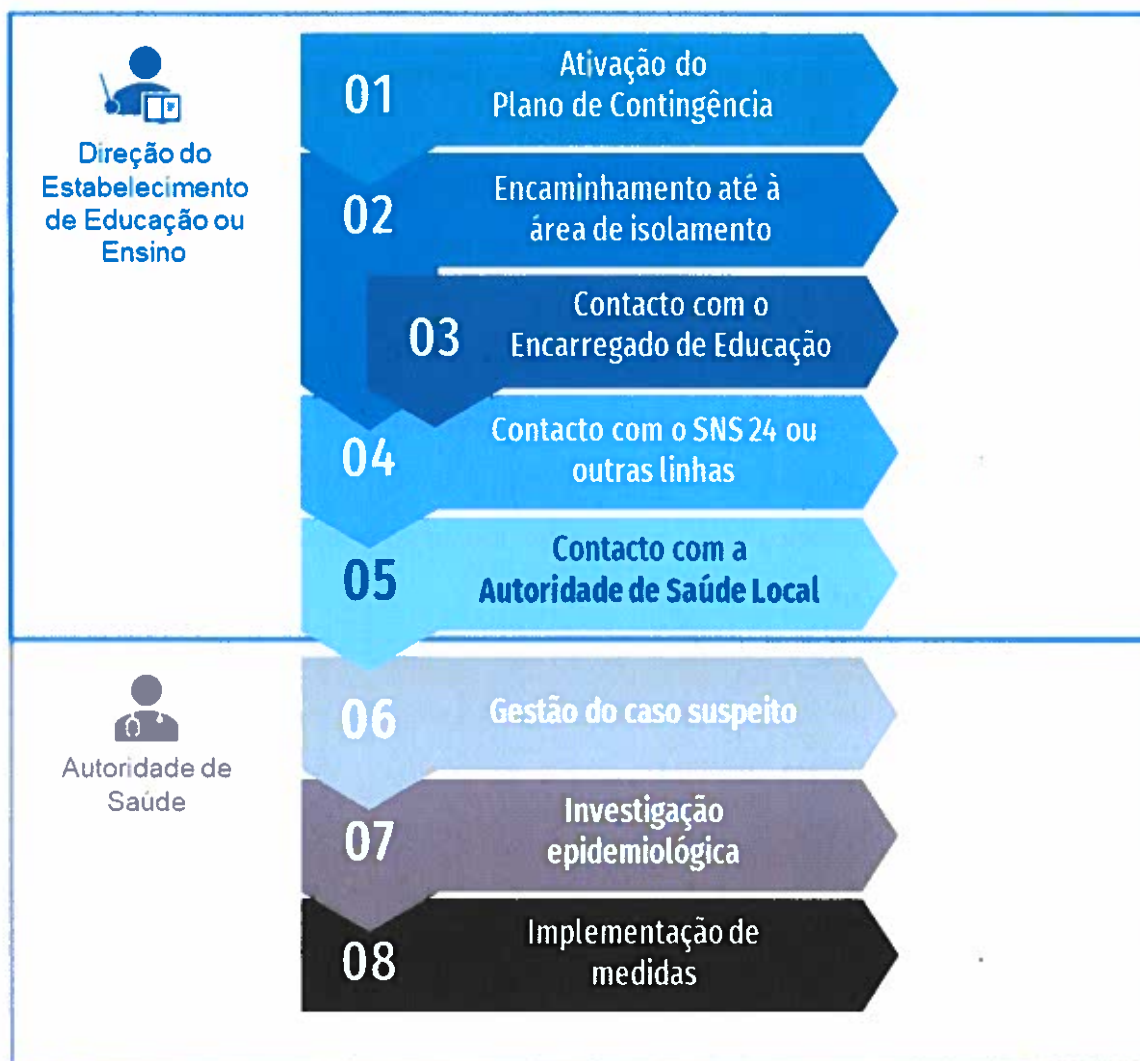 Direção do
Estabelecimento
de Educação ou
Ensino
01
Ativação do
Plano de Contingência
02
Encaminhamento até à
área de isolamento
03
Contacto com o
Encarregado de Educação
04
Contacto com o SNS 24 ou
outras linhas
05
Contacto com a
Autoridade de Saúde Local
Autoridade de
Saúde
06
Gestão do caso suspeito
07
Investigação
epidemiológica
08
Implementação de
medidas